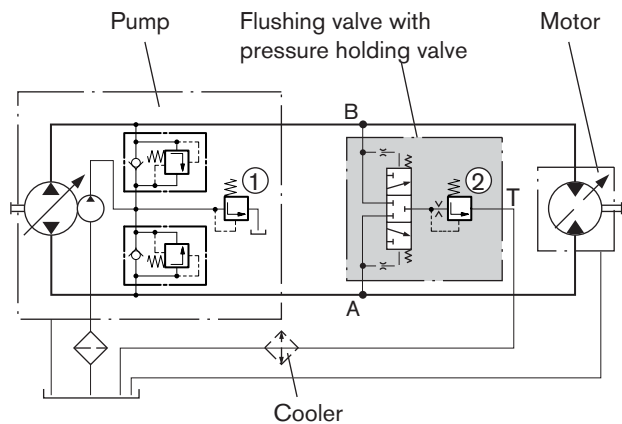 Pump
Flushing valve with
pressure holding valve
Motor
B
1
2
T
A
Cooler